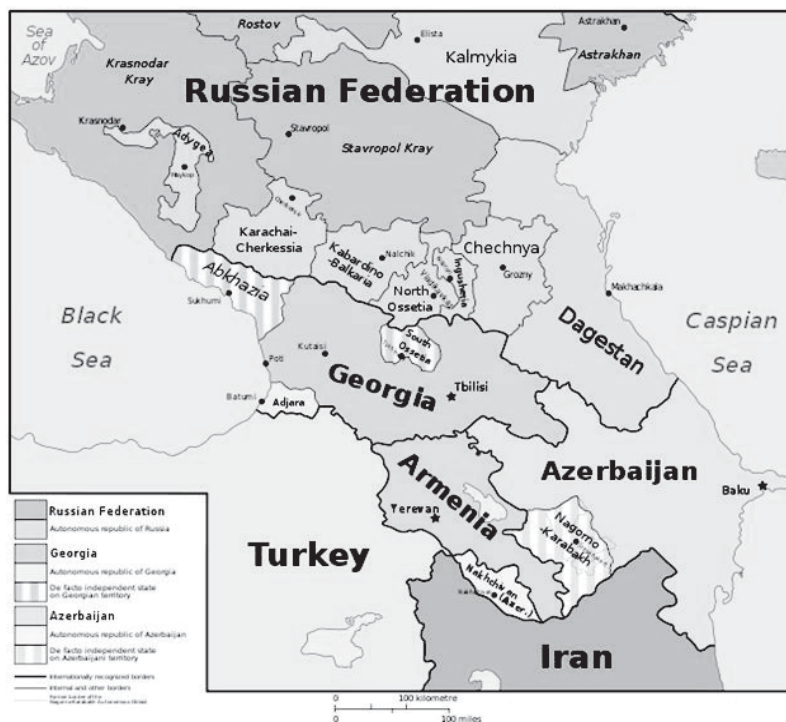 Sea
of
Azov
Rostov
Elista
Astrakhan
Astrakhan
Kalmykia
Krasnodar
Kray
Russian Federation
Krasnodar
Adygea
Stavropol
Stavropol Kray
Maykop
Karachai-
Cherkessia
Kabardino
-Balkaria
Nalchik
Ingushetia
Chechnya
Grozny
North
Ossetia
Vladikavkaz
Makhachkala
Abkhazia
Sukhumi
Dagestan
Black
Sea
Caspian
Sea
South
Kutaisi
Poti
Georgia
Tbilisi
Batumi
Adjara
Armenia
Azerbaijan
Baku
Yerevan
Nagorno
-Karabakh
Turkey
Nakhchivan
(Azer.)
Iran
Russian Federation
Autonomous republic of Russia
Georgia
Autonomous republic of Georgia
De facto independent state
on Georgian territory
Azerbaijan
Autonomous republic of Azerbaijan
De facto independent state
on Azerbaijani territory
Internationally recognized borders
Internal and other borders
0 100 kilometre
0 100 miles